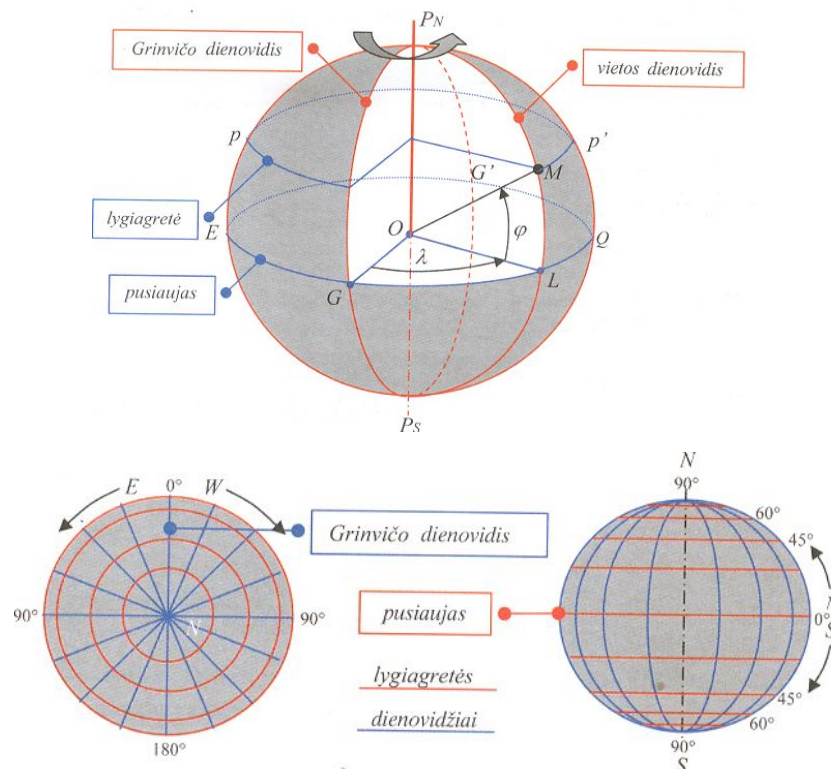 P_N
Grinvičo dienovidis
vietos dienovidis
p
p'
G'
M
lygiagretė
E
O
φ
Q
λ
pusiaujas
G
L
P_S
E 0° W
Grinvičo dienovidis
90°
N
90°
180°
pusiaujas
lygiagretės
dienovidžiai
N
90°
60°
45°
N
0°
S
45°
60°
90°
S